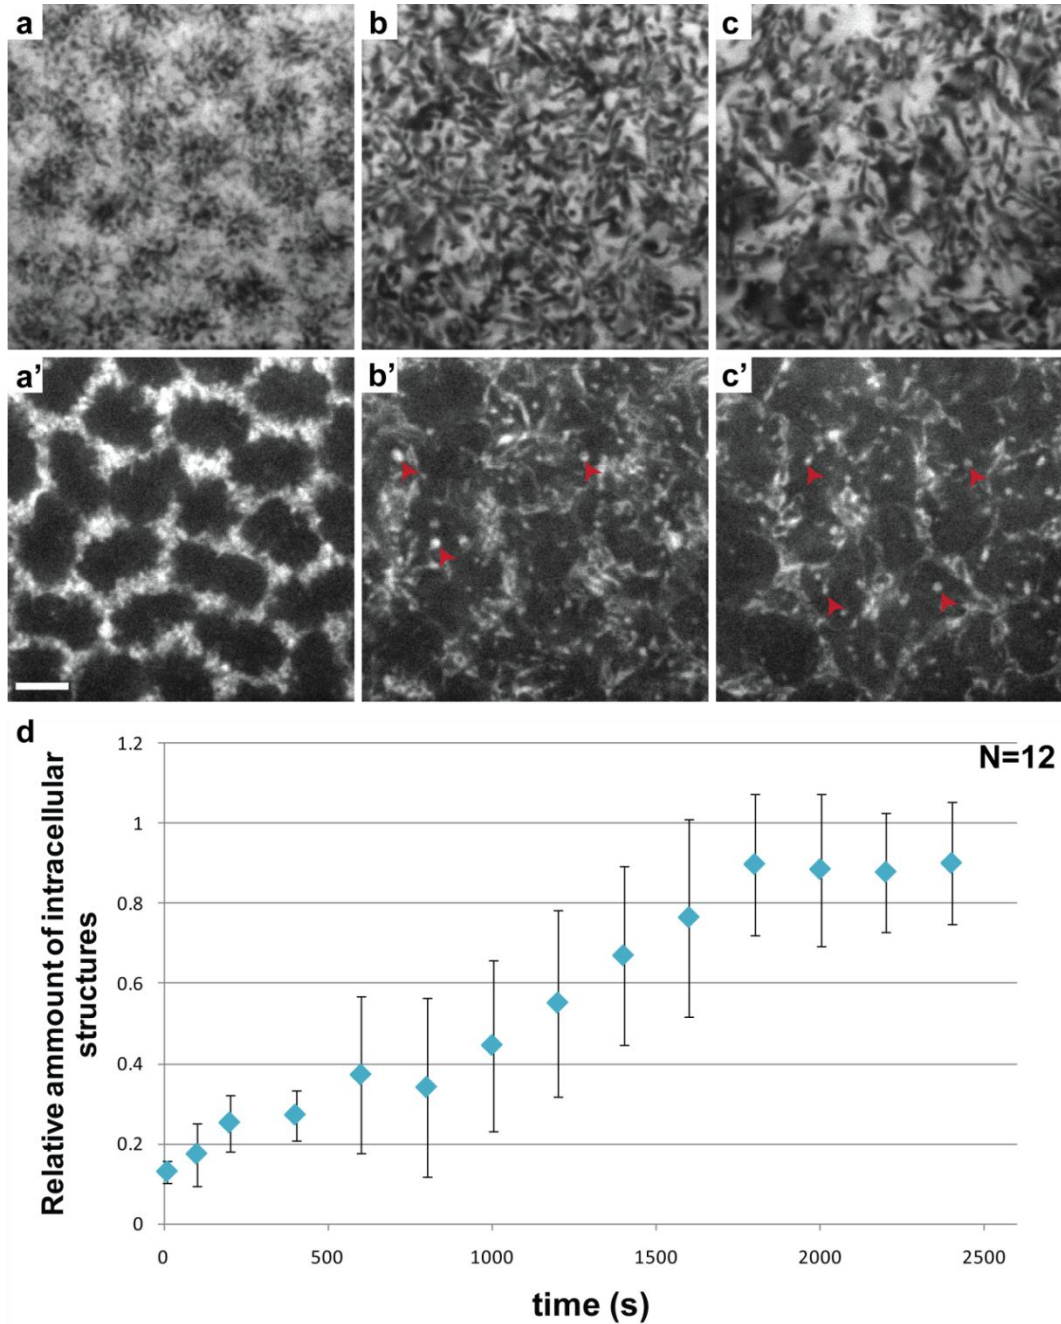 a
b
c
a'
b'
c'
d
N=12
Relative ammount of intracellular
structures
1.2
1
0.8
0.6
0.4
0.2
0
0
500
1000
1500
2000
2500
time (s)